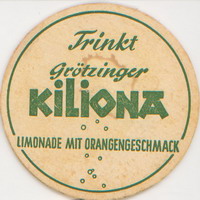 Trinkt
Grötzinger
KiLiONA
LIMONADE MIT ORANGENGESCHMACK